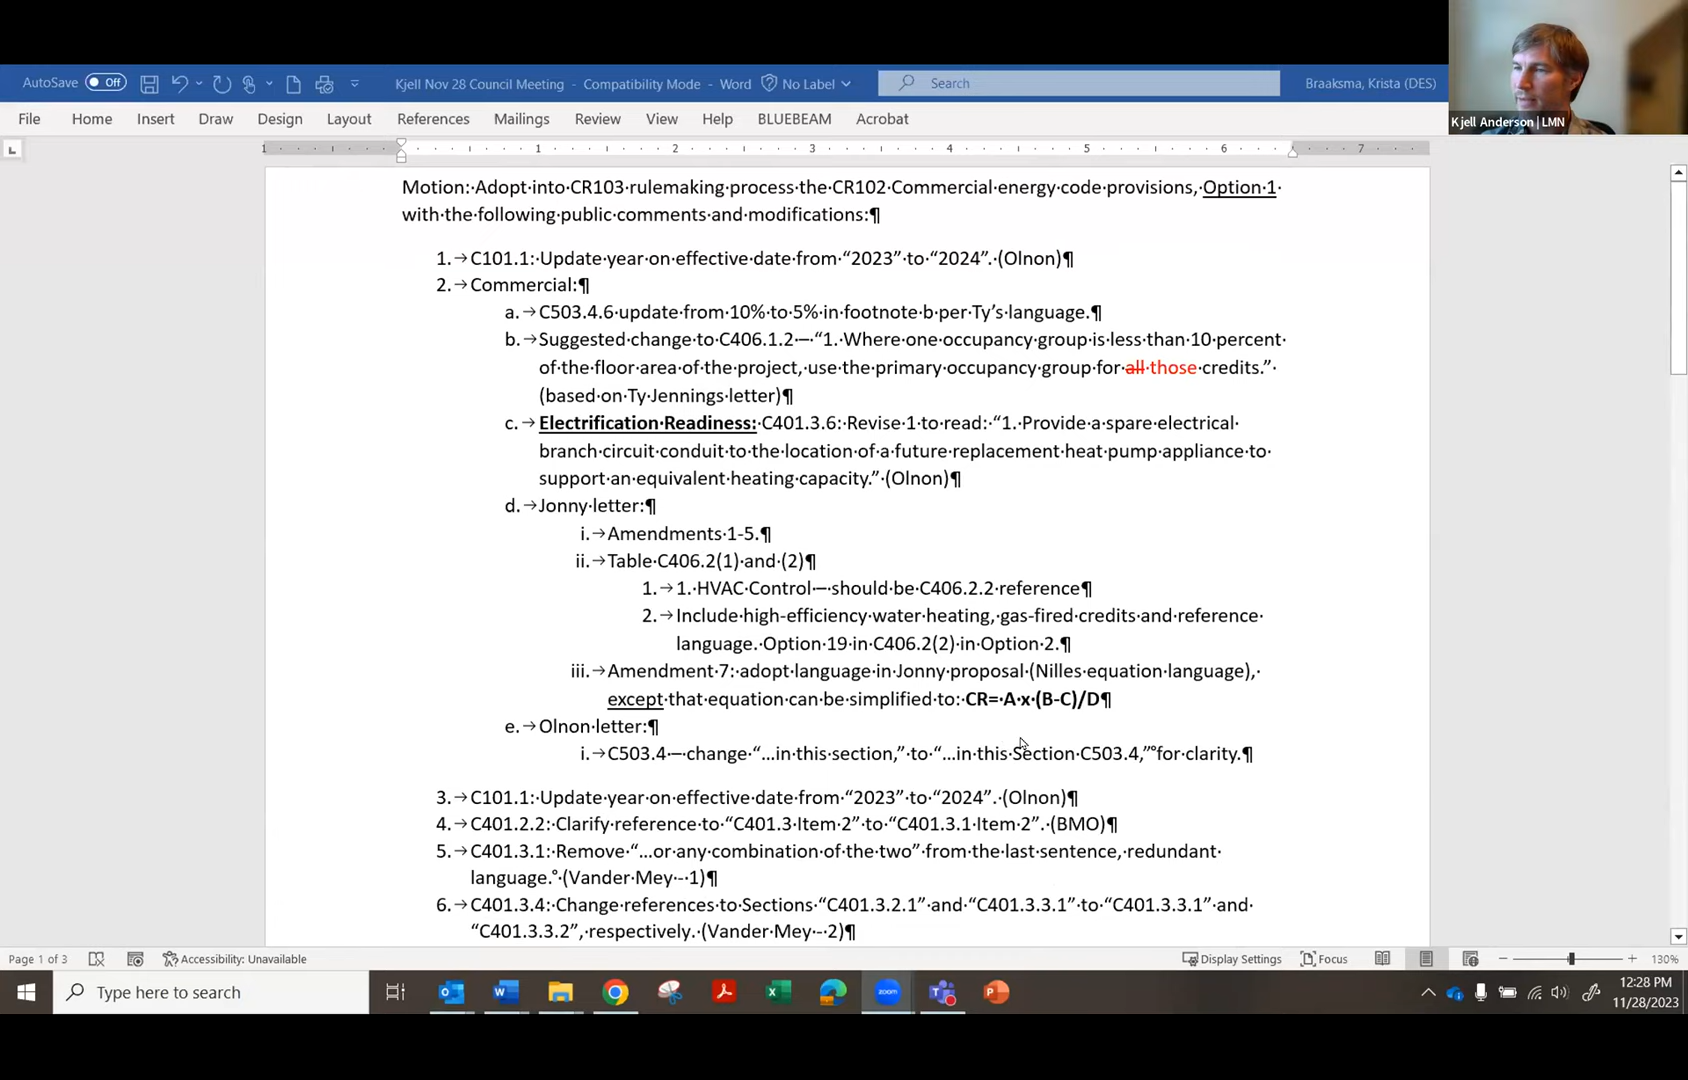 AutoSave Off Kjell Nov 28 Council Meeting - Compatibility Mode - Word No Label Search Braaksma, Krista (DES)
File Home Insert Draw Design Layout References Mailings Review View Help BLUEBEAM Acrobat
Kjell Anderson | LMN
1 1 2 3 4 5 6 7
Motion: Adopt into CR103 rulemaking process the CR102 Commercial energy code provisions, Option 1
with the following public comments and modifications:¶
1. C101.1: Update year on effective date from “2023” to “2024”. (Olnon)¶
2. Commercial:¶
a. C503.4.6 update from 10% to 5% in footnote b per Ty’s language.¶
b. Suggested change to C406.1.2 – “1. Where one occupancy group is less than 10 percent
of the floor area of the project, use the primary occupancy group for all those credits.”
(based on Ty Jennings letter)¶
c. Electrification Readiness: C401.3.6: Revise 1 to read: “1. Provide a spare electrical
branch circuit conduit to the location of a future replacement heat pump appliance to
support an equivalent heating capacity.” (Olnon)¶
d. Jonny letter:¶
i. Amendments 1-5.¶
ii. Table C406.2(1) and (2)¶
1. 1. HVAC Control – should be C406.2.2 reference¶
2. Include high-efficiency water heating, gas-fired credits and reference
language. Option 19 in C406.2(2) in Option 2.¶
iii. Amendment 7: adopt language in Jonny proposal (Nilles equation language),
except that equation can be simplified to: CR= A x (B-C)/D¶
e. Olnon letter:¶
i. C503.4 – change “…in this section,” to “…in this Section C503.4,” for clarity.¶
3. C101.1: Update year on effective date from “2023” to “2024”. (Olnon)¶
4. C401.2.2: Clarify reference to “C401.3 Item 2” to “C401.3.1 Item 2”. (BMO)¶
5. C401.3.1: Remove “…or any combination of the two” from the last sentence, redundant
language. (Vander Mey - 1)¶
6. C401.3.4: Change references to Sections “C401.3.2.1” and “C401.3.3.1” to “C401.3.3.1” and
“C401.3.3.2”, respectively. (Vander Mey - 2)¶
Page 1 of 3 Accessibility: Unavailable Display Settings Focus 130%
Type here to search zoom 12:28 PM
11/28/2023